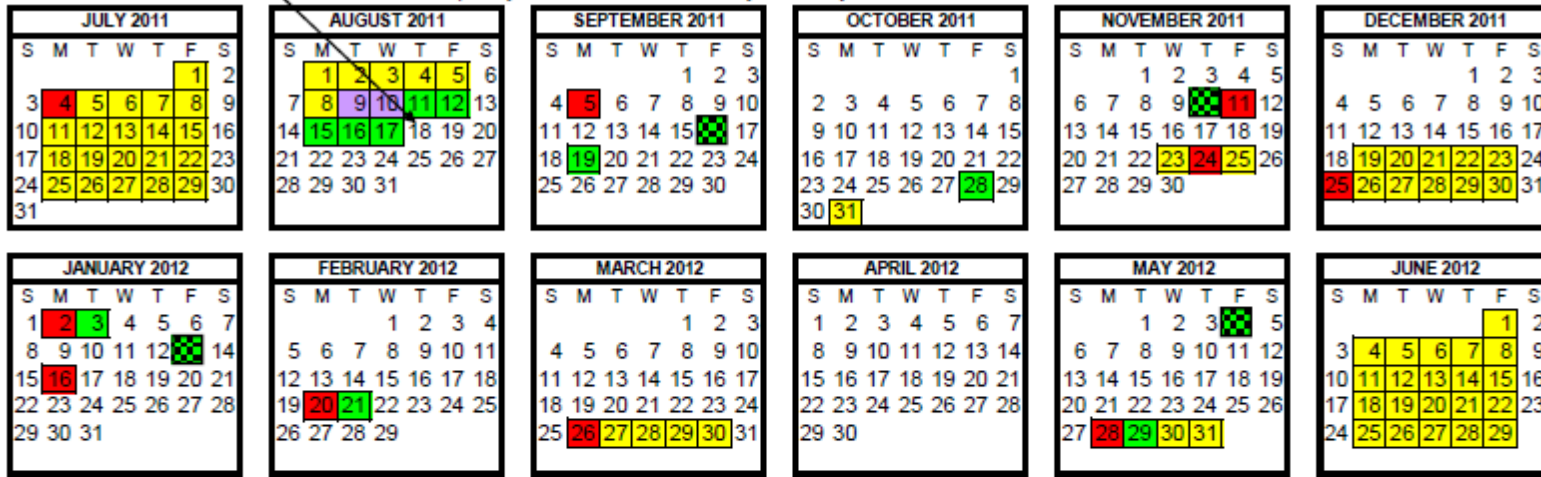 JULY 2011
S M T W T F S
1 2
3 4 5 6 7 8 9
10 11 12 13 14 15 16
17 18 19 20 21 22 23
24 25 26 27 28 29 30
31
AUGUST 2011
S M T W T F S
1 2 3 4 5 6
7 8 9 10 11 12 13
14 15 16 17 18 19 20
21 22 23 24 25 26 27
28 29 30 31
SEPTEMBER 2011
S M T W T F S
1 2 3
4 5 6 7 8 9 10
11 12 13 14 15 17
18 19 20 21 22 23 24
25 26 27 28 29 30
OCTOBER 2011
S M T W T F S
1
2 3 4 5 6 7 8
9 10 11 12 13 14 15
16 17 18 19 20 21 22
23 24 25 26 27 28 29
30 31
NOVEMBER 2011
S M T W T F S
1 2 3 4 5
6 7 8 9 11 12
13 14 15 16 17 18 19
20 21 22 23 24 25 26
27 28 29 30
DECEMBER 2011
S M T W T F S
1 2 3
4 5 6 7 8 9 10
11 12 13 14 15 16 17
18 19 20 21 22 23 24
25 26 27 28 29 30 31
JANUARY 2012
S M T W T F S
1 2 3 4 5 6 7
8 9 10 11 12 14
15 16 17 18 19 20 21
22 23 24 25 26 27 28
29 30 31
FEBRUARY 2012
S M T W T F S
1 2 3 4
5 6 7 8 9 10 11
12 13 14 15 16 17 18
19 20 21 22 23 24 25
26 27 28 29
MARCH 2012
S M T W T F S
1 2 3
4 5 6 7 8 9 10
11 12 13 14 15 16 17
18 19 20 21 22 23 24
25 26 27 28 29 30 31
APRIL 2012
S M T W T F S
1 2 3 4 5 6 7
8 9 10 11 12 13 14
15 16 17 18 19 20 21
22 23 24 25 26 27 28
29 30
MAY 2012
S M T W T F S
1 2 3 5
6 7 8 9 10 11 12
13 14 15 16 17 18 19
20 21 22 23 24 25 26
27 28 29 30 31
JUNE 2012
S M T W T F S
1 2
3 4 5 6 7 8 9
10 11 12 13 14 15 16
17 18 19 20 21 22 23
24 25 26 27 28 29